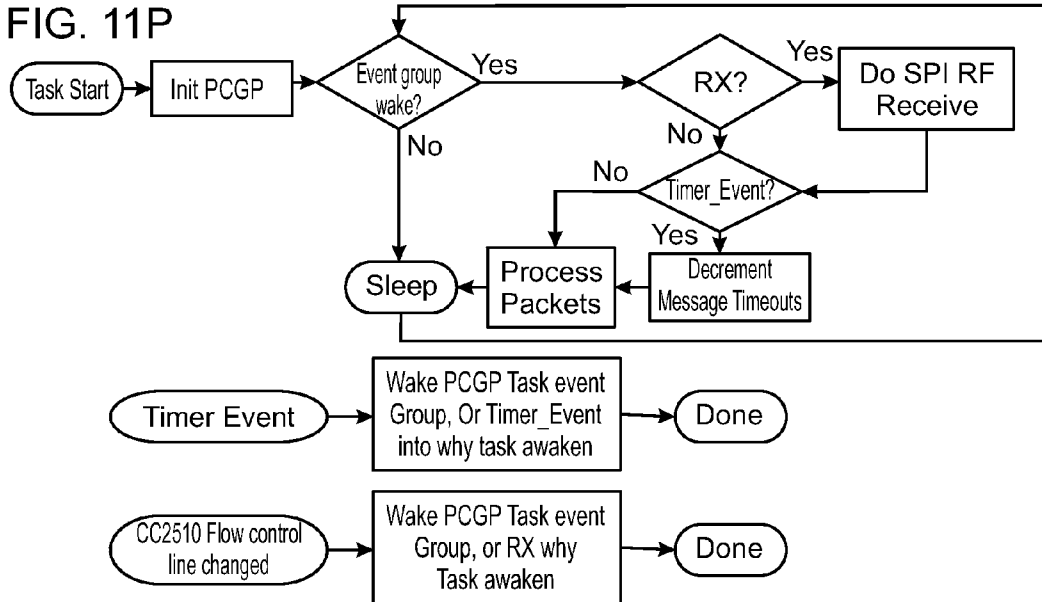 FIG. 11P
Task Start
Init PCGP
Event group
wake?
Yes
No
RX?
Yes
No
Do SPI RF
Receive
Timer_Event?
No
Yes
Decrement
Message Timeouts
Process
Packets
Sleep
Timer Event
Wake PCGP Task event
Group, Or Timer_Event
into why task awaken
Done
CC2510 Flow control
line changed
Wake PCGP Task event
Group, or RX why
Task awaken
Done